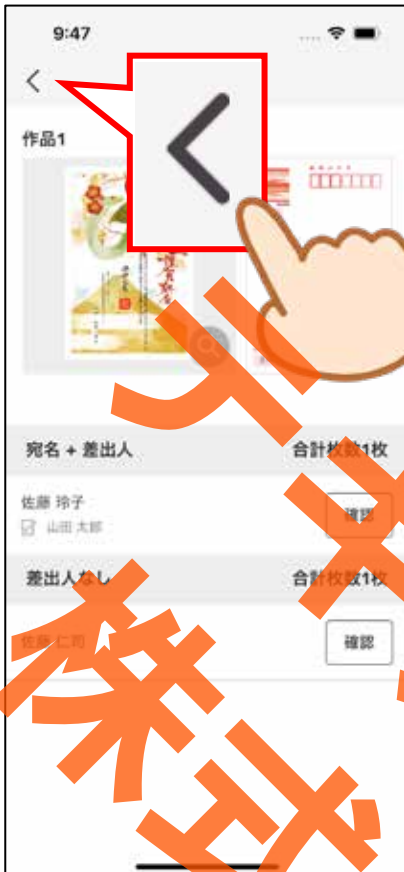 9:47
作品1
宛名 + 差出人 合計枚数1枚
佐藤 玲子 確認
山田 太郎
差出人なし 合計枚数1枚
佐藤 仁司 確認
株式